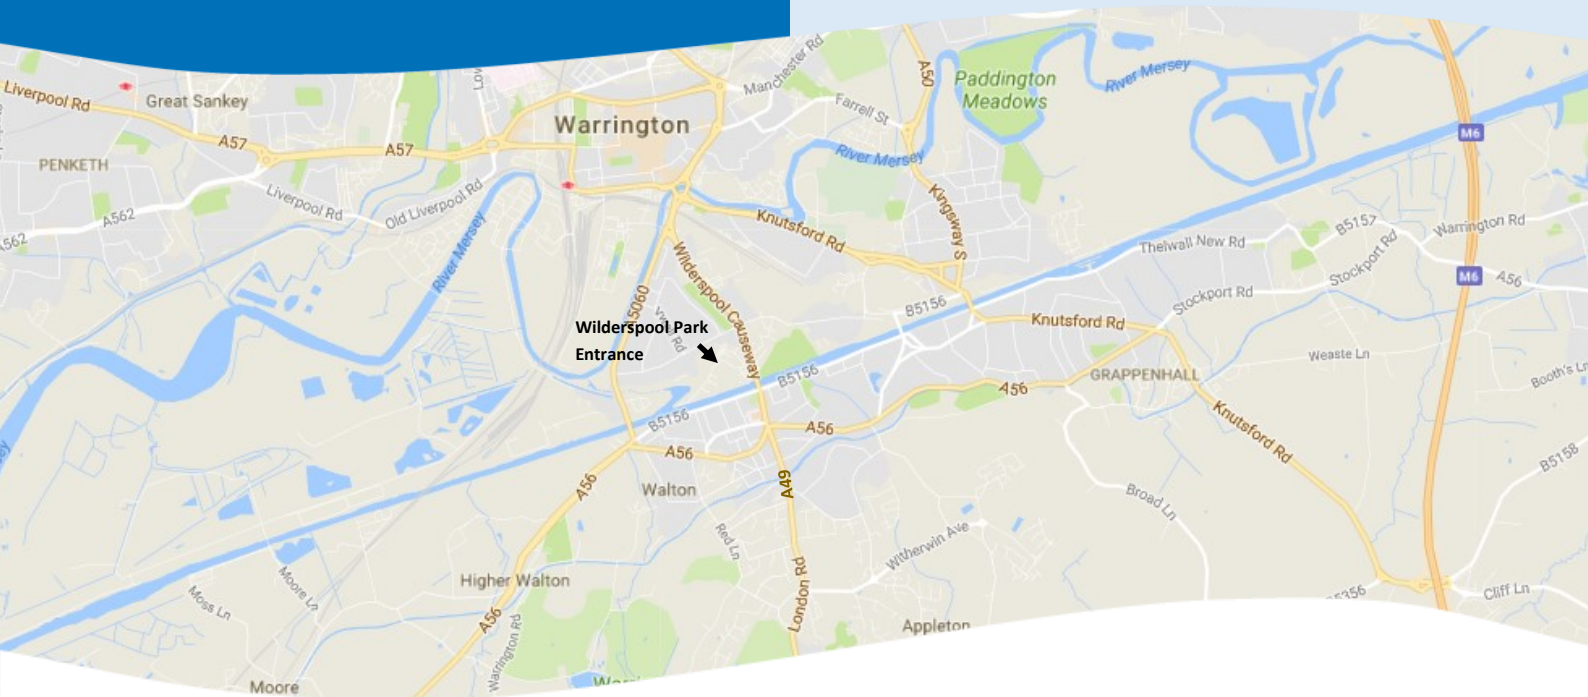 Manchester Rd
A50
Paddington
Meadows
River Mersey
Liverpool Rd
Great Sankey
Farrell St
Warrington
M6
A57
A57
PENKETH
River Mersey
Liverpool Rd
Old Liverpool Rd
A562
A562
Kingsway S
Knutsford Rd
River Mersey
Wilderspool Causeway
B5157
Warrington Rd
Thelwall New Rd
Stockport Rd
M6
A56
Stockport Rd
A5060
B5156
Wilderspool Park
Entrance
Knutsford Rd
Weaste Ln
B5156
GRAPPENHALL
Booth's Ln
A56
B5156
A56
Knutsford Rd
A56
A56
B5158
Walton
A49
Broad Ln
Red Ln
Witherwin Ave
Higher Walton
Moore Ln
Moss Ln
London Rd
Cliff Ln
A56
Warrington Rd
Appleton
Moore